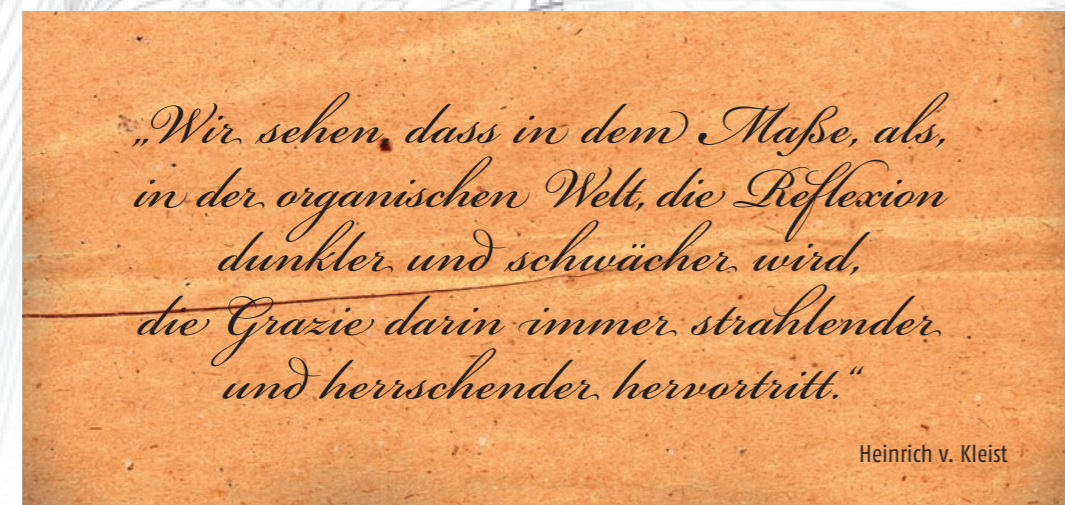 „Wir sehen, dass in dem Maße, als,
in der organischen Welt, die Reflexion
dunkler und schwächer wird,
die Grazie darin immer strahlender
und herrschender hervortritt.“
Heinrich v. Kleist